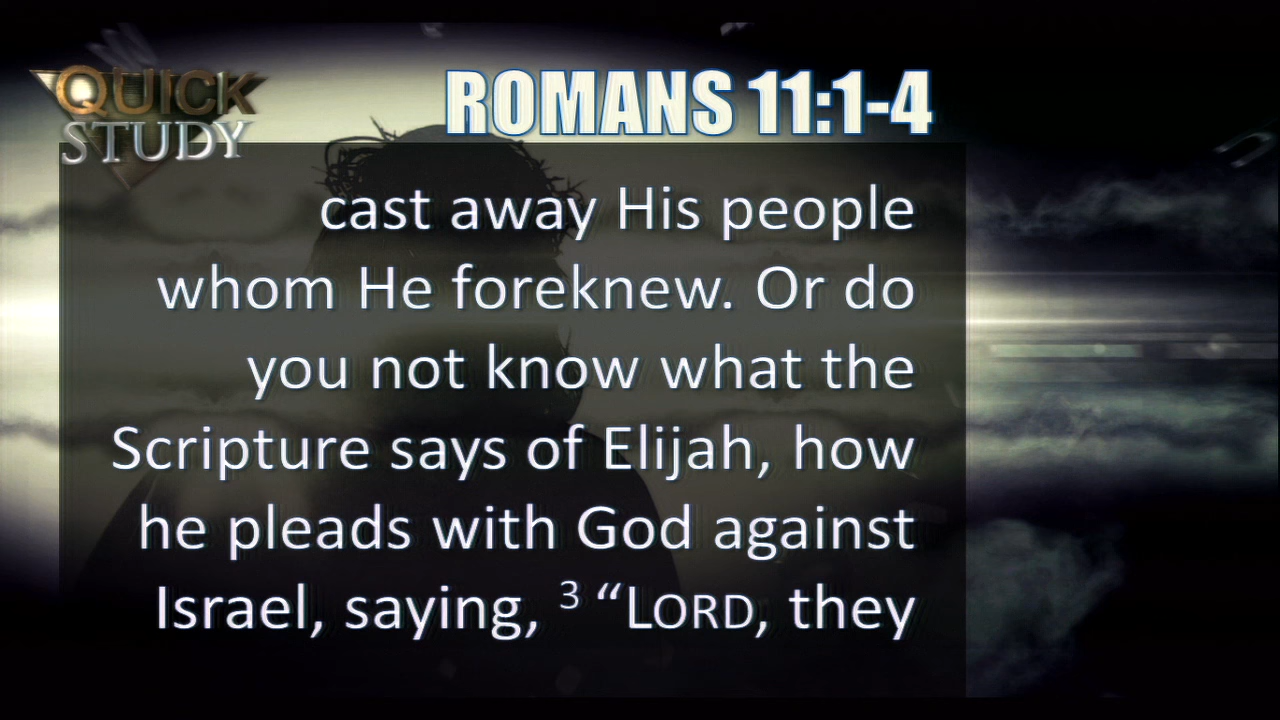 QUICK
STUDY
ROMANS 11:1-4
cast away His people
whom He foreknew. Or do
you not know what the
Scripture says of Elijah, how
he pleads with God against
Israel, saying, ³ “LORD, they